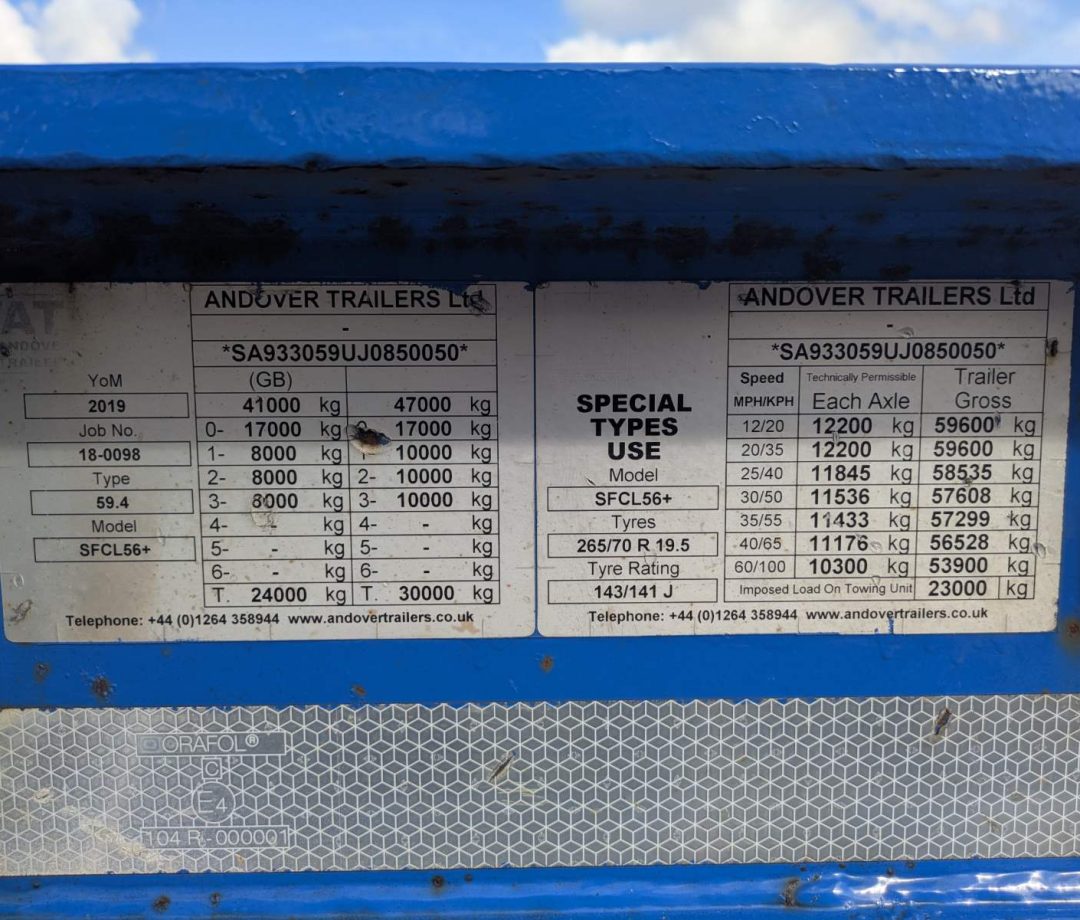 AT
ANDOVER
TRAILERS
ANDOVER TRAILERS Ltd
-
*SA933059UJ0850050*
YoM
2019
Job No.
18-0098
Type
59.4
Model
SFCL56+
(GB)
41000 kg 47000 kg
0- 17000 kg 17000 kg
1- 8000 kg 10000 kg
2- 8000 kg 2- 10000 kg
3- 8000 kg 3- 10000 kg
4- kg 4- - kg
5- - kg 5- - kg
6- - kg 6- - kg
T. 24000 kg T. 30000 kg
Telephone: +44 (0)1264 358944 www.andovertrailers.co.uk
ANDOVER TRAILERS Ltd
-
*SA933059UJ0850050*
SPECIAL
TYPES
USE
Model
SFCL56+
Tyres
265/70 R 19.5
Tyre Rating
143/141 J
Speed Technically Permissible Trailer
MPH/KPH Each Axle Gross
12/20 12200 kg 59600 kg
20/35 12200 kg 59600 kg
25/40 11845 kg 58535 kg
30/50 11536 kg 57608 kg
35/55 11433 kg 57299 kg
40/65 11176 kg 56528 kg
60/100 10300 kg 53900 kg
Imposed Load On Towing Unit 23000 kg
Telephone: +44 (0)1264 358944 www.andovertrailers.co.uk
ORAFOL®
C
E4
104 R-000001